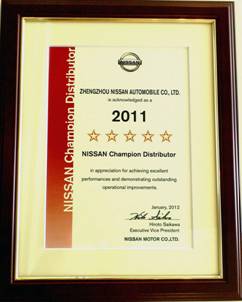 NISSAN
ZHENGZHOU NISSAN AUTOMOBILE CO., LTD.
is acknowledged as a
2011
NISSAN Champion Distributor
in appreciation for achieving excellent
performances and demonstrating outstanding
operational improvements.
January, 2012
Hiroto Saikawa
Executive Vice President
NISSAN MOTOR CO.,LTD.
NISSAN Champion Distributor